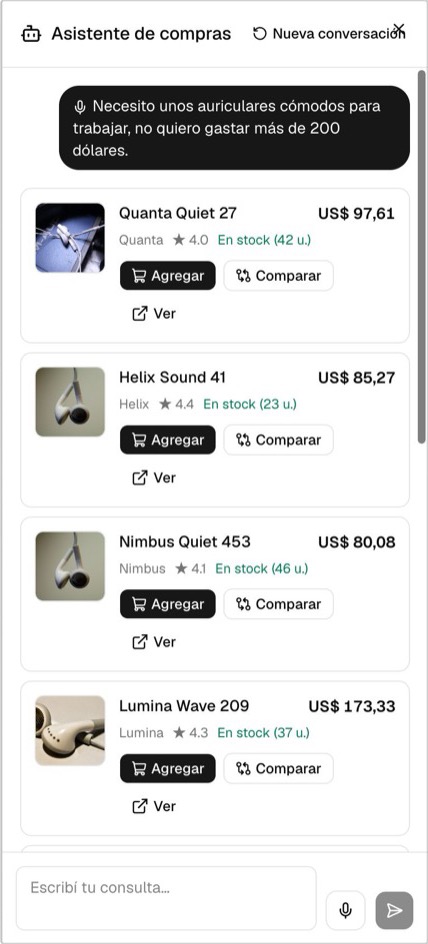 Asistente de compras
Nueva conversación
Necesito unos auriculares cómodos para
trabajar, no quiero gastar más de 200
dólares.
Quanta Quiet 27 US$ 97,61
Quanta ★ 4.0 En stock (42 u.)
Agregar Comparar
Ver
Helix Sound 41 US$ 85,27
Helix ★ 4.4 En stock (23 u.)
Agregar Comparar
Ver
Nimbus Quiet 453 US$ 80,08
Nimbus ★ 4.1 En stock (46 u.)
Agregar Comparar
Ver
Lumina Wave 209 US$ 173,33
Lumina ★ 4.3 En stock (37 u.)
Agregar Comparar
Ver
Escribí tu consulta...